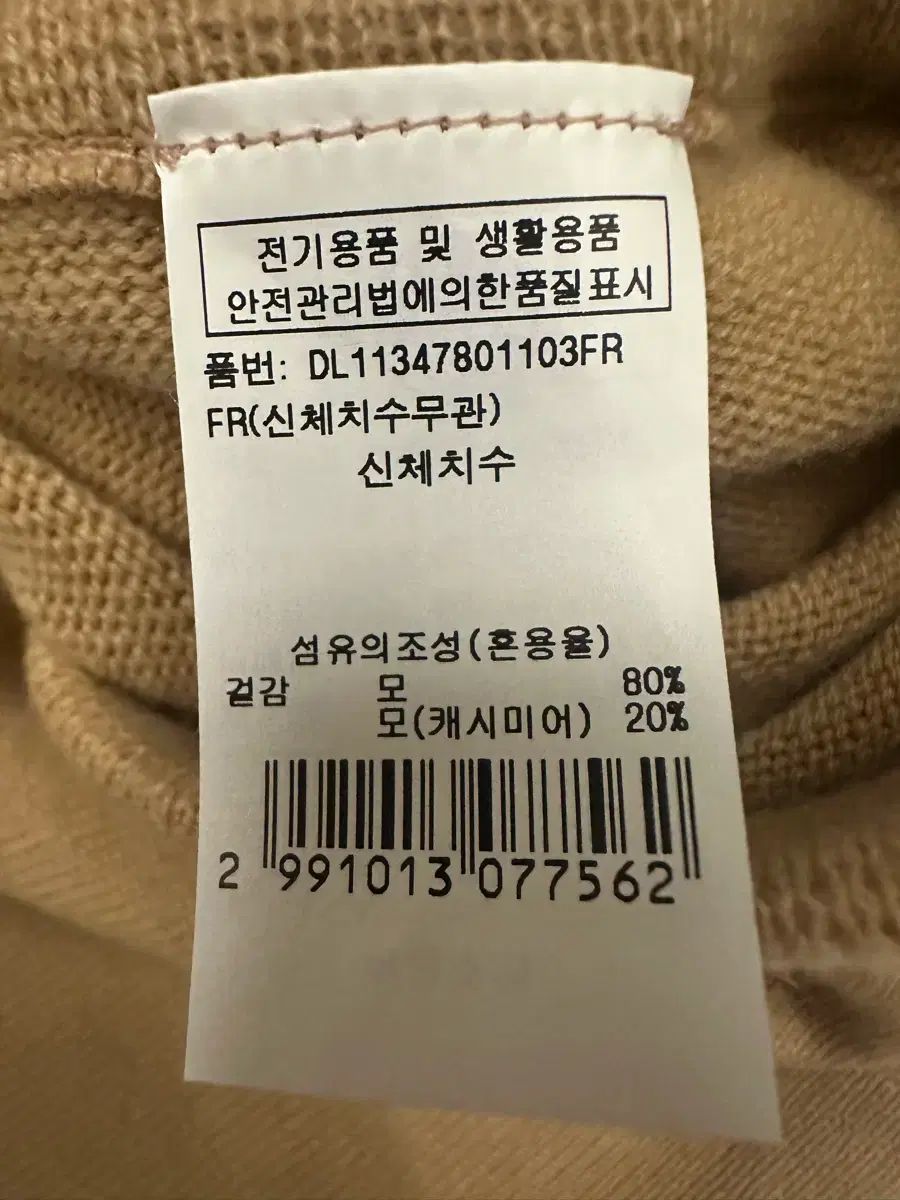 전기용품 및 생활용품
안전관리법에의한품질표시
품번: DL11347801103FR
FR(신체치수무관)
신체치수
섬유의조성(혼용율)
겉감 모 80%
모(캐시미어) 20%
2 991013 077562